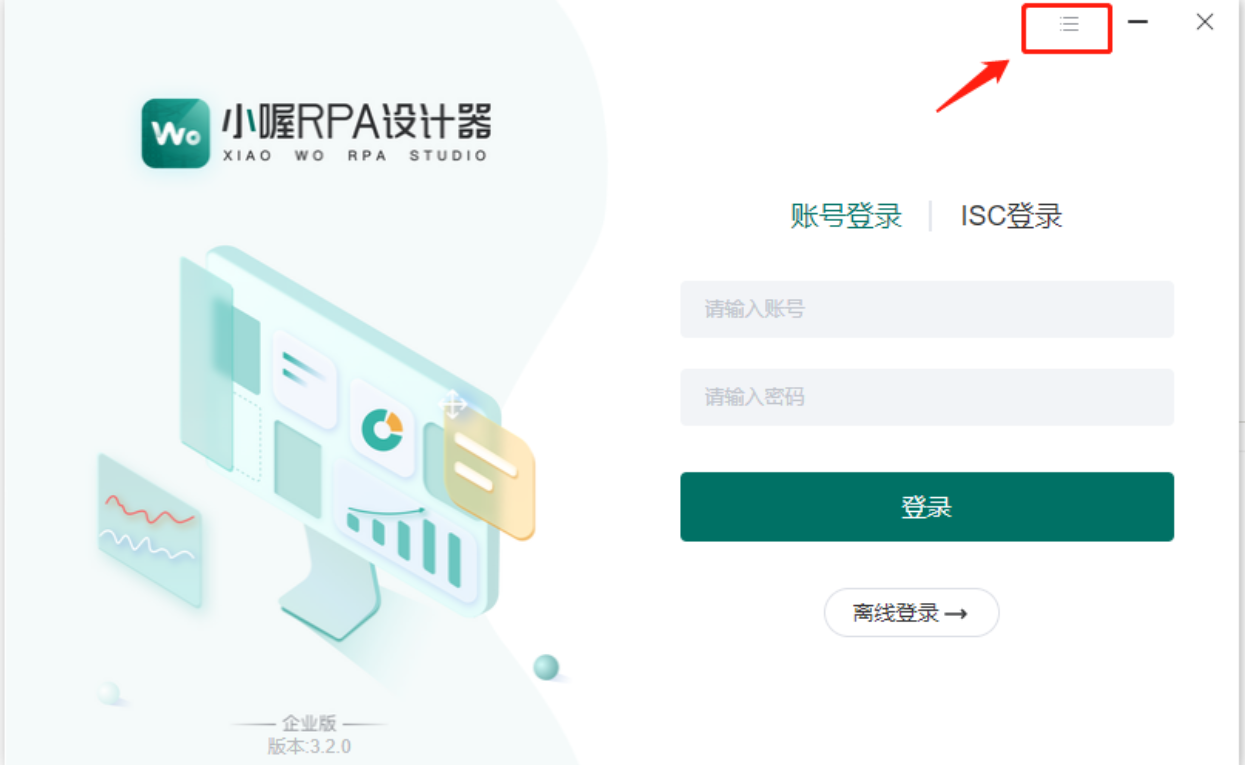 Wo
小喔RPA设计器
XIAO WO RPA STUDIO
账号登录 ISC登录
请输入账号
请输入密码
登录
离线登录→
企业版
版本:3.2.0